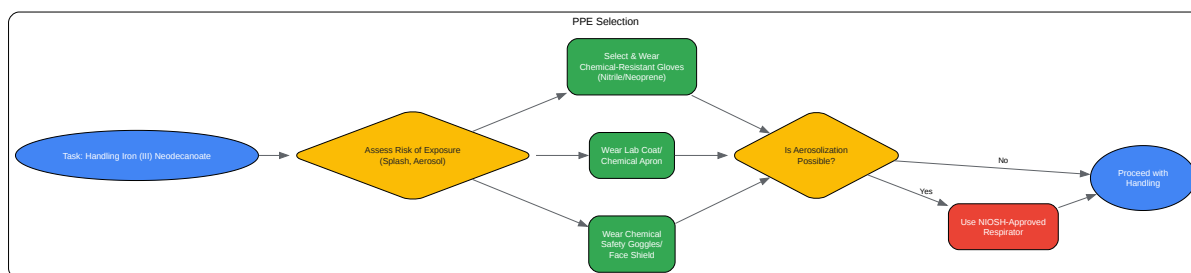 PPE Selection
Task: Handling Iron (III) Neodecanoate
Assess Risk of Exposure
(Splash, Aerosol)
Select & Wear
Chemical-Resistant Gloves
(Nitrile/Neoprene)
Wear Lab Coat/
Chemical Apron
Wear Chemical
Safety Goggles/
Face Shield
Is Aerosolization
Possible?
No
Yes
Use NIOSH-Approved
Respirator
Proceed with
Handling